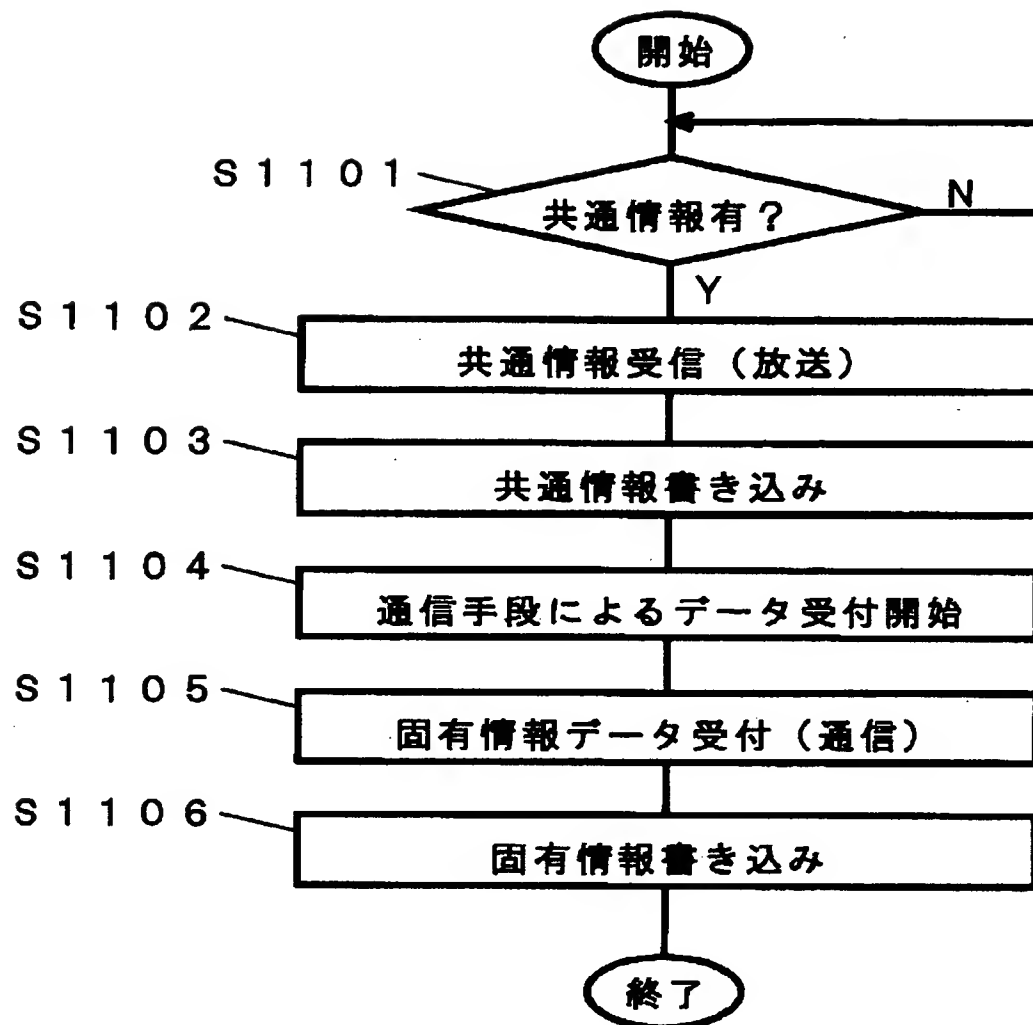 開始
S1101
共通情報有?
N
Y
S1102
共通情報受信(放送)
S1103
共通情報書き込み
S1104
通信手段によるデータ受付開始
S1105
固有情報データ受付(通信)
S1106
固有情報書き込み
終了